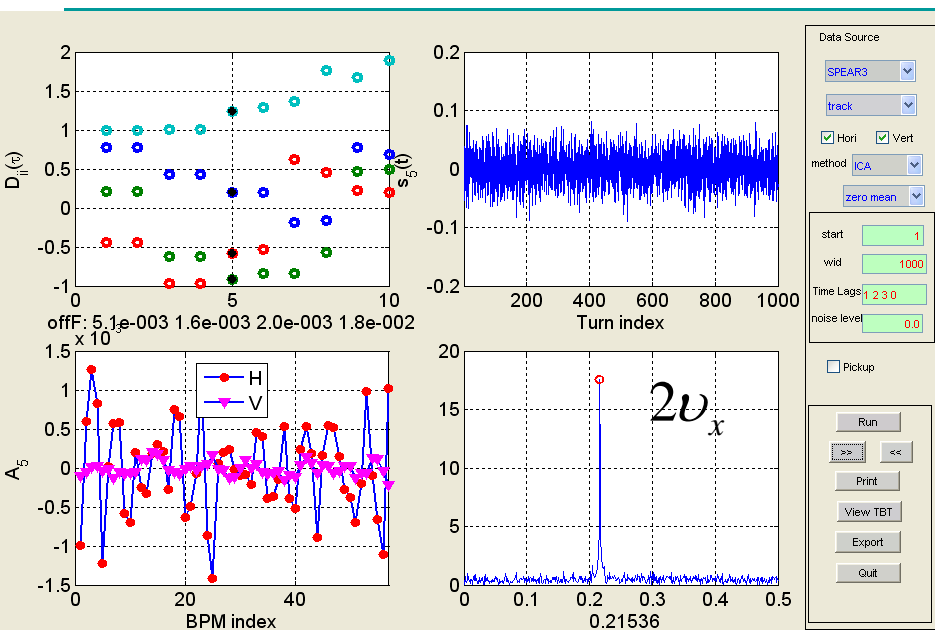 2
1.5
1
0.5
0
-0.5
-1
0
5
10
D_ii(τ)
offF: 5.1e-003 1.6e-003 2.0e-003 1.8e-002
0.2
0.1
0
-0.1
-0.2
200 400 600 800 1000
s_5(t)
Turn index
x 10^-3
1.5
1
0.5
0
-0.5
-1
-1.5
0 20 40
A_5
BPM index
H
V
20
15
10
5
0
0 0.1 0.2 0.3 0.4 0.5
0.21536
2υ_x
Data Source
SPEAR3
track
Hori Vert
method ICA
zero mean
start 1
wid 1000
Time Lags 1 2 3 0
noise level 0.0
Pickup
Run
>> <<
Print
View TBT
Export
Quit